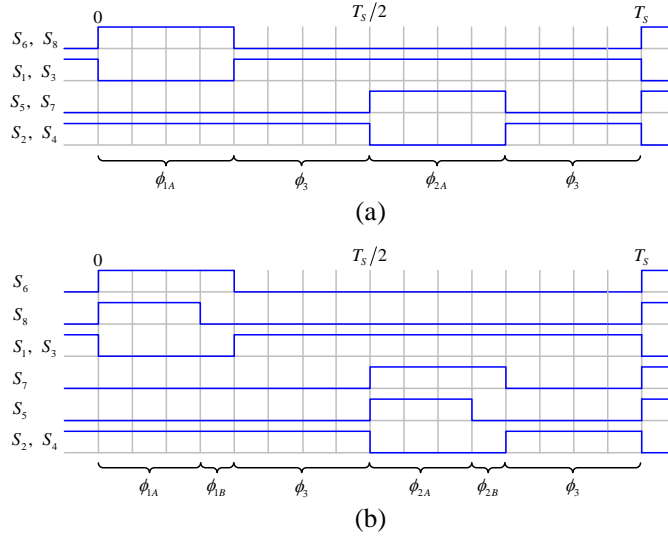 0 T_S/2 T_S
S_6, S_8
S_1, S_3
S_5, S_7
S_2, S_4
ϕ_1A ϕ_3 ϕ_2A ϕ_3
(a)
0 T_S/2 T_S
S_6
S_8
S_1, S_3
S_7
S_5
S_2, S_4
ϕ_1A ϕ_1B ϕ_3 ϕ_2A ϕ_2B ϕ_3
(b)